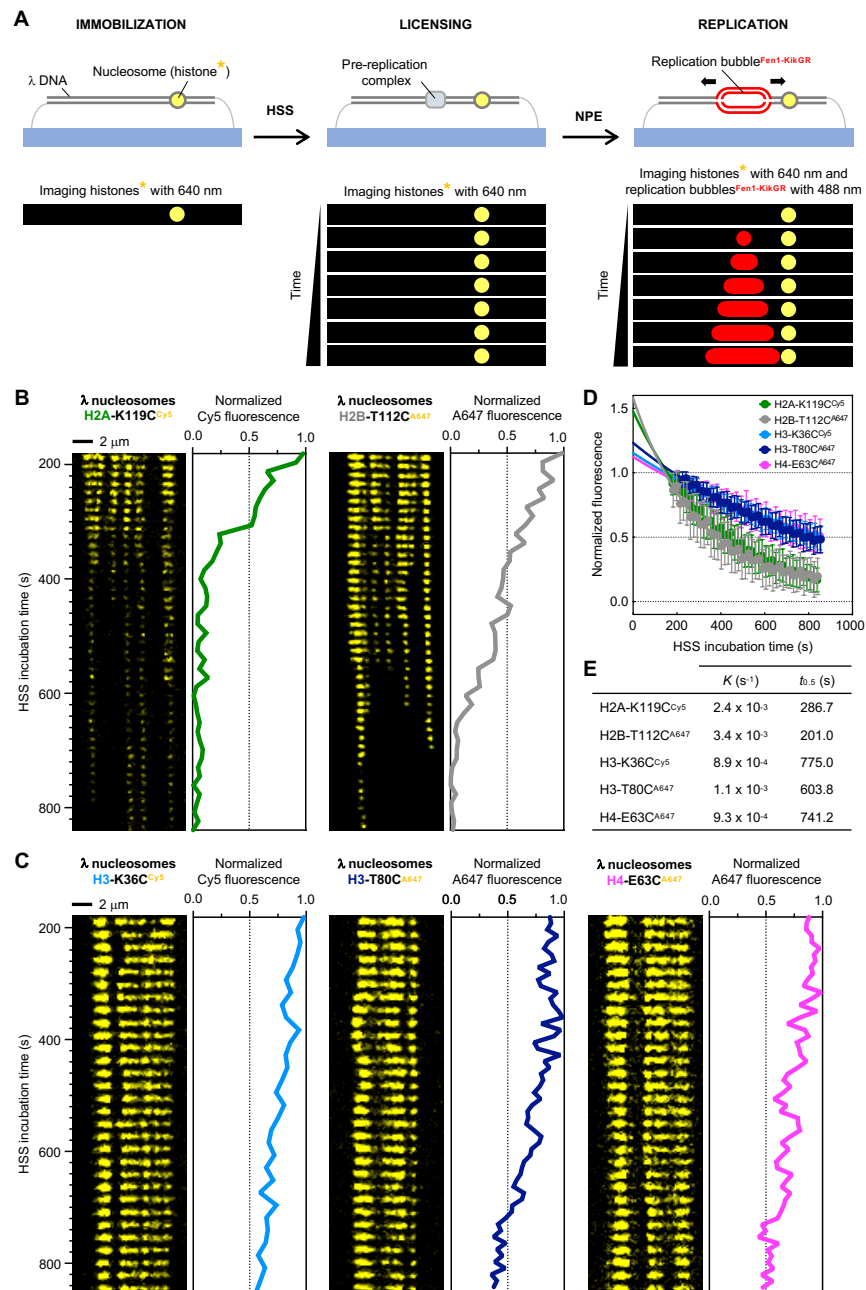 A
IMMOBILIZATION
LICENSING
REPLICATION
λ DNA
Nucleosome (histone*)
HSS
Pre-replication
complex
NPE
Replication bubbleFen1-KikGR
Imaging histones* with 640 nm
Imaging histones* with 640 nm
Imaging histones* with 640 nm and
replication bubblesFen1-KikGR with 488 nm
Time
Time
B
λ nucleosomes
H2A-K119CCy5
2 μm
Normalized
Cy5 fluorescence
0.0 0.5 1.0
λ nucleosomes
H2B-T112CA647
Normalized
A647 fluorescence
0.0 0.5 1.0
HSS incubation time (s)
200
400
600
800
D
Normalized fluorescence
1.5
1.0
0.5
0.0
H2A-K119CCy5
H2B-T112CA647
H3-K36CCy5
H3-T80CA647
H4-E63CA647
0 200 400 600 800 1000
HSS incubation time (s)
E
K (s-1) t0.5 (s)
H2A-K119CCy5 2.4 x 10-3 286.7
H2B-T112CA647 3.4 x 10-3 201.0
H3-K36CCy5 8.9 x 10-4 775.0
H3-T80CA647 1.1 x 10-3 603.8
H4-E63CA647 9.3 x 10-4 741.2
C
λ nucleosomes
H3-K36CCy5
2 μm
Normalized
Cy5 fluorescence
0.0 0.5 1.0
λ nucleosomes
H3-T80CA647
Normalized
A647 fluorescence
0.0 0.5 1.0
λ nucleosomes
H4-E63CA647
Normalized
A647 fluorescence
0.0 0.5 1.0
HSS incubation time (s)
200
400
600
800